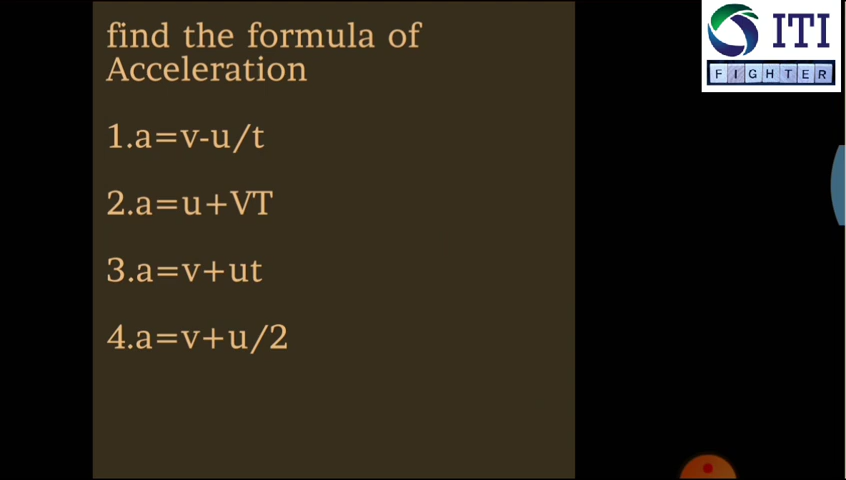 find the formula of
Acceleration
1.a=v-u/t
2.a=u+VT
3.a=v+ut
4.a=v+u/2
ITI
FIGHTER